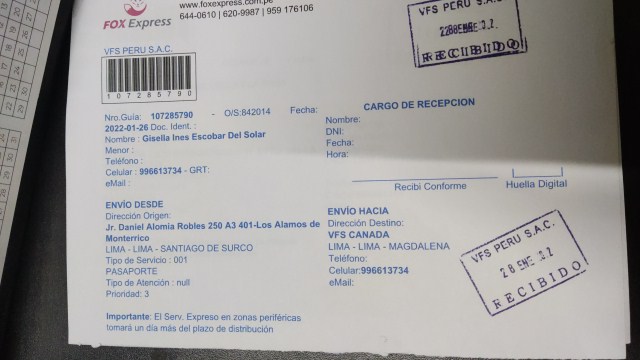 www.foxexpress.com.pe
FOX Express
644-0610 | 620-9987 | 959 176106
VFS PERU S.A.C.
107285790
Nro.Guía: 107285790 - O/S:842014 Fecha:
2022-01-26 Doc. Ident. :
Nombre : Gisella Ines Escobar Del Solar
Menor :
Teléfono :
Celular : 996613734 - GRT:
eMail :
CARGO DE RECEPCION
Nombre:
DNI:
Fecha:
Hora:
Recibi Conforme
Huella Digital
ENVÍO DESDE
Dirección Origen:
Jr. Daniel Alomia Robles 250 A3 401-Los Alamos de
Monterrico
LIMA - LIMA - SANTIAGO DE SURCO
Tipo de Servicio : 001
PASAPORTE
Tipo de Atención : null
Prioridad: 3
ENVÍO HACIA
Dirección Destino:
VFS CANADA
LIMA - LIMA - MAGDALENA
Teléfono:
Celular:996613734
eMail:
Importante: El Serv. Expreso en zonas periféricas
tomará un día más del plazo de distribución
VFS PERU S.A.C.
RECIBIDO
VFS PERU S.A.C.
28 ENE
RECIBIDO